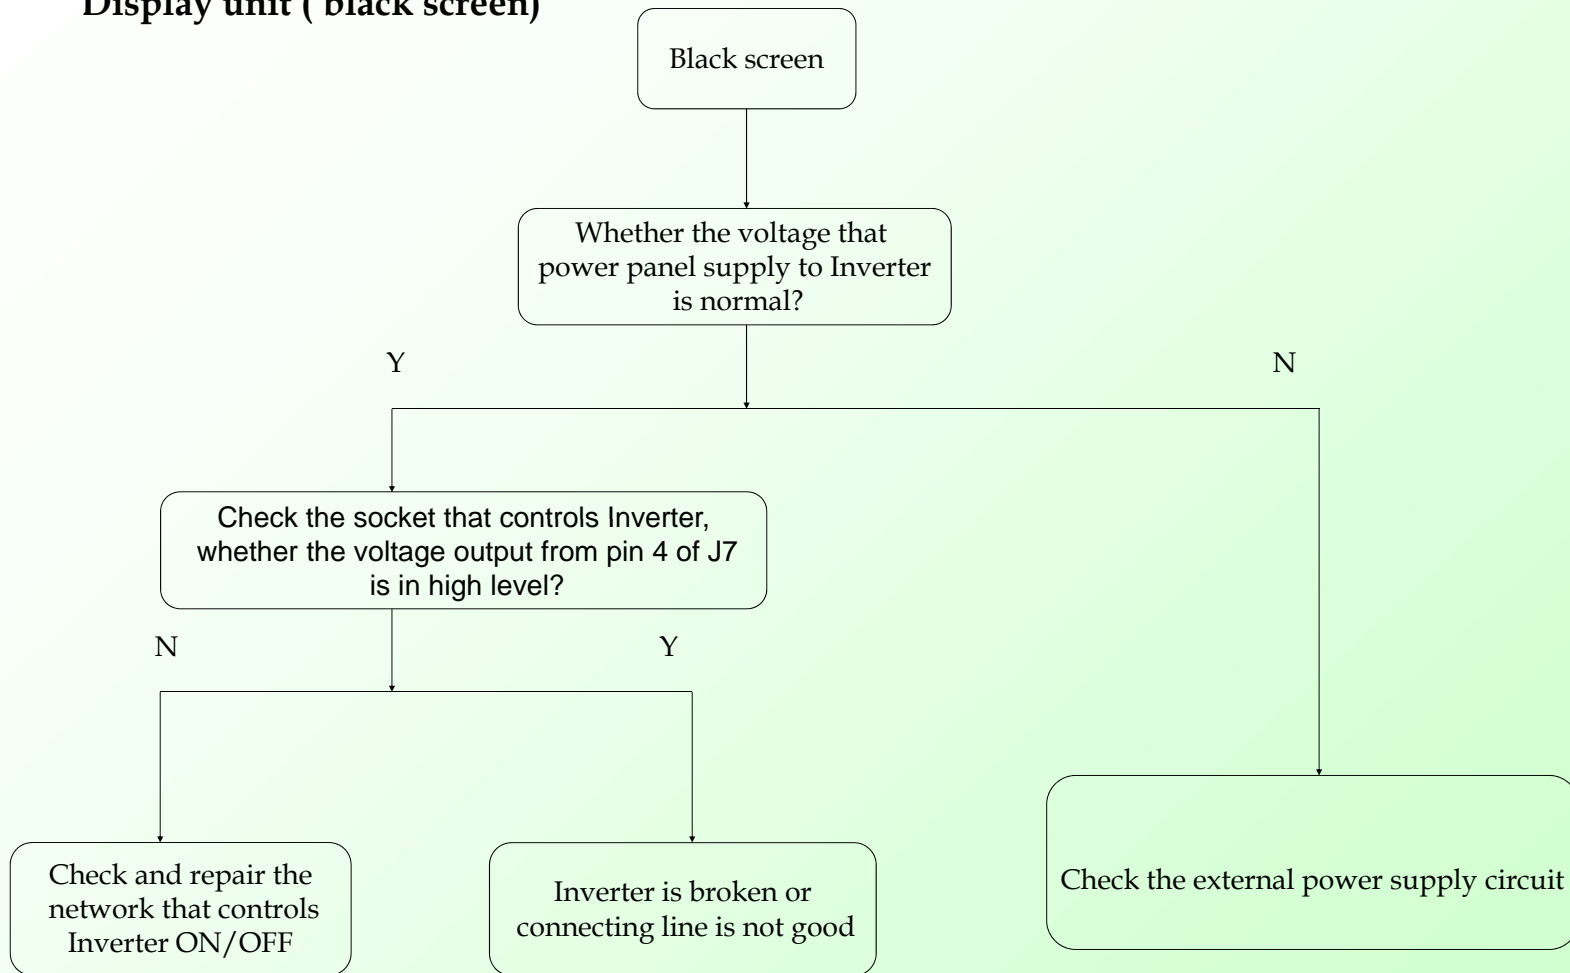 Display unit ( black screen)
Black screen
Whether the voltage that
power panel supply to Inverter
is normal?
Y
N
Check the socket that controls Inverter,
whether the voltage output from pin 4 of J7
is in high level?
N
Y
Check and repair the
network that controls
Inverter ON/OFF
Inverter is broken or
connecting line is not good
Check the external power supply circuit